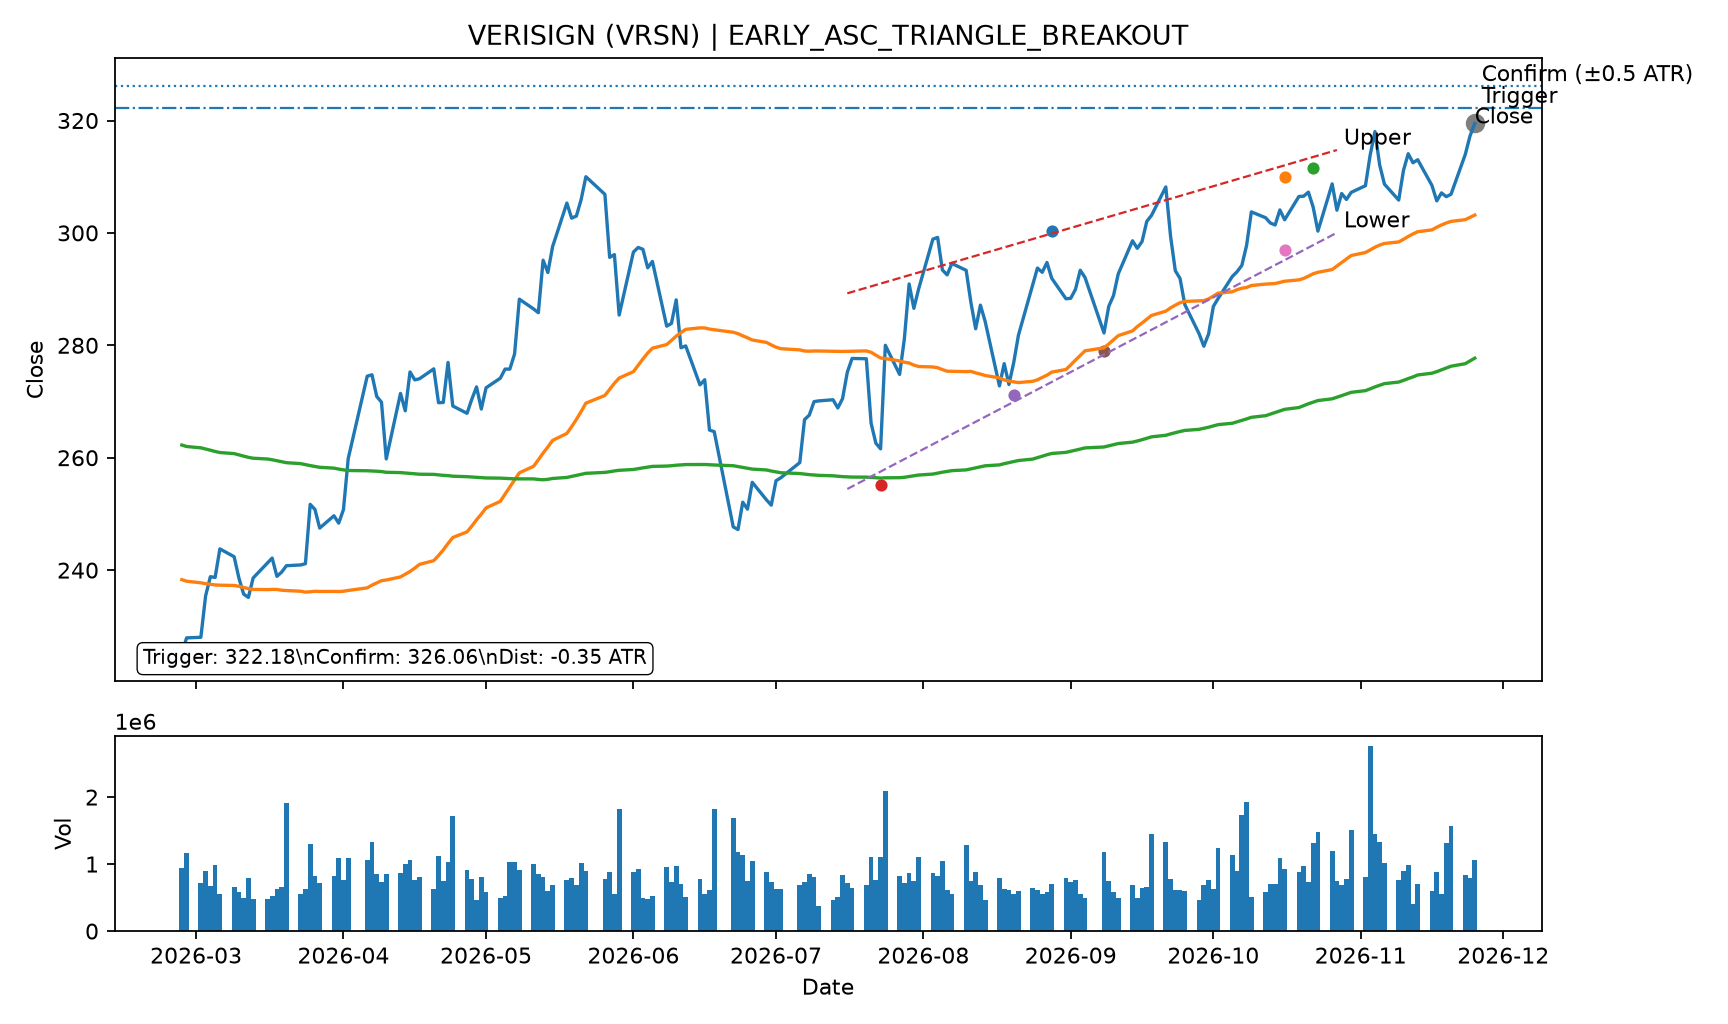 VERISIGN (VRSN) | EARLY_ASC_TRIANGLE_BREAKOUT
Confirm (±0.5 ATR)
Trigger
Close
Upper
Lower
320
300
280
260
240
Close
Trigger: 322.18\nConfirm: 326.06\nDist: -0.35 ATR
1e6
2
1
0
Vol
2026-03 2026-04 2026-05 2026-06 2026-07 2026-08 2026-09 2026-10 2026-11 2026-12
Date